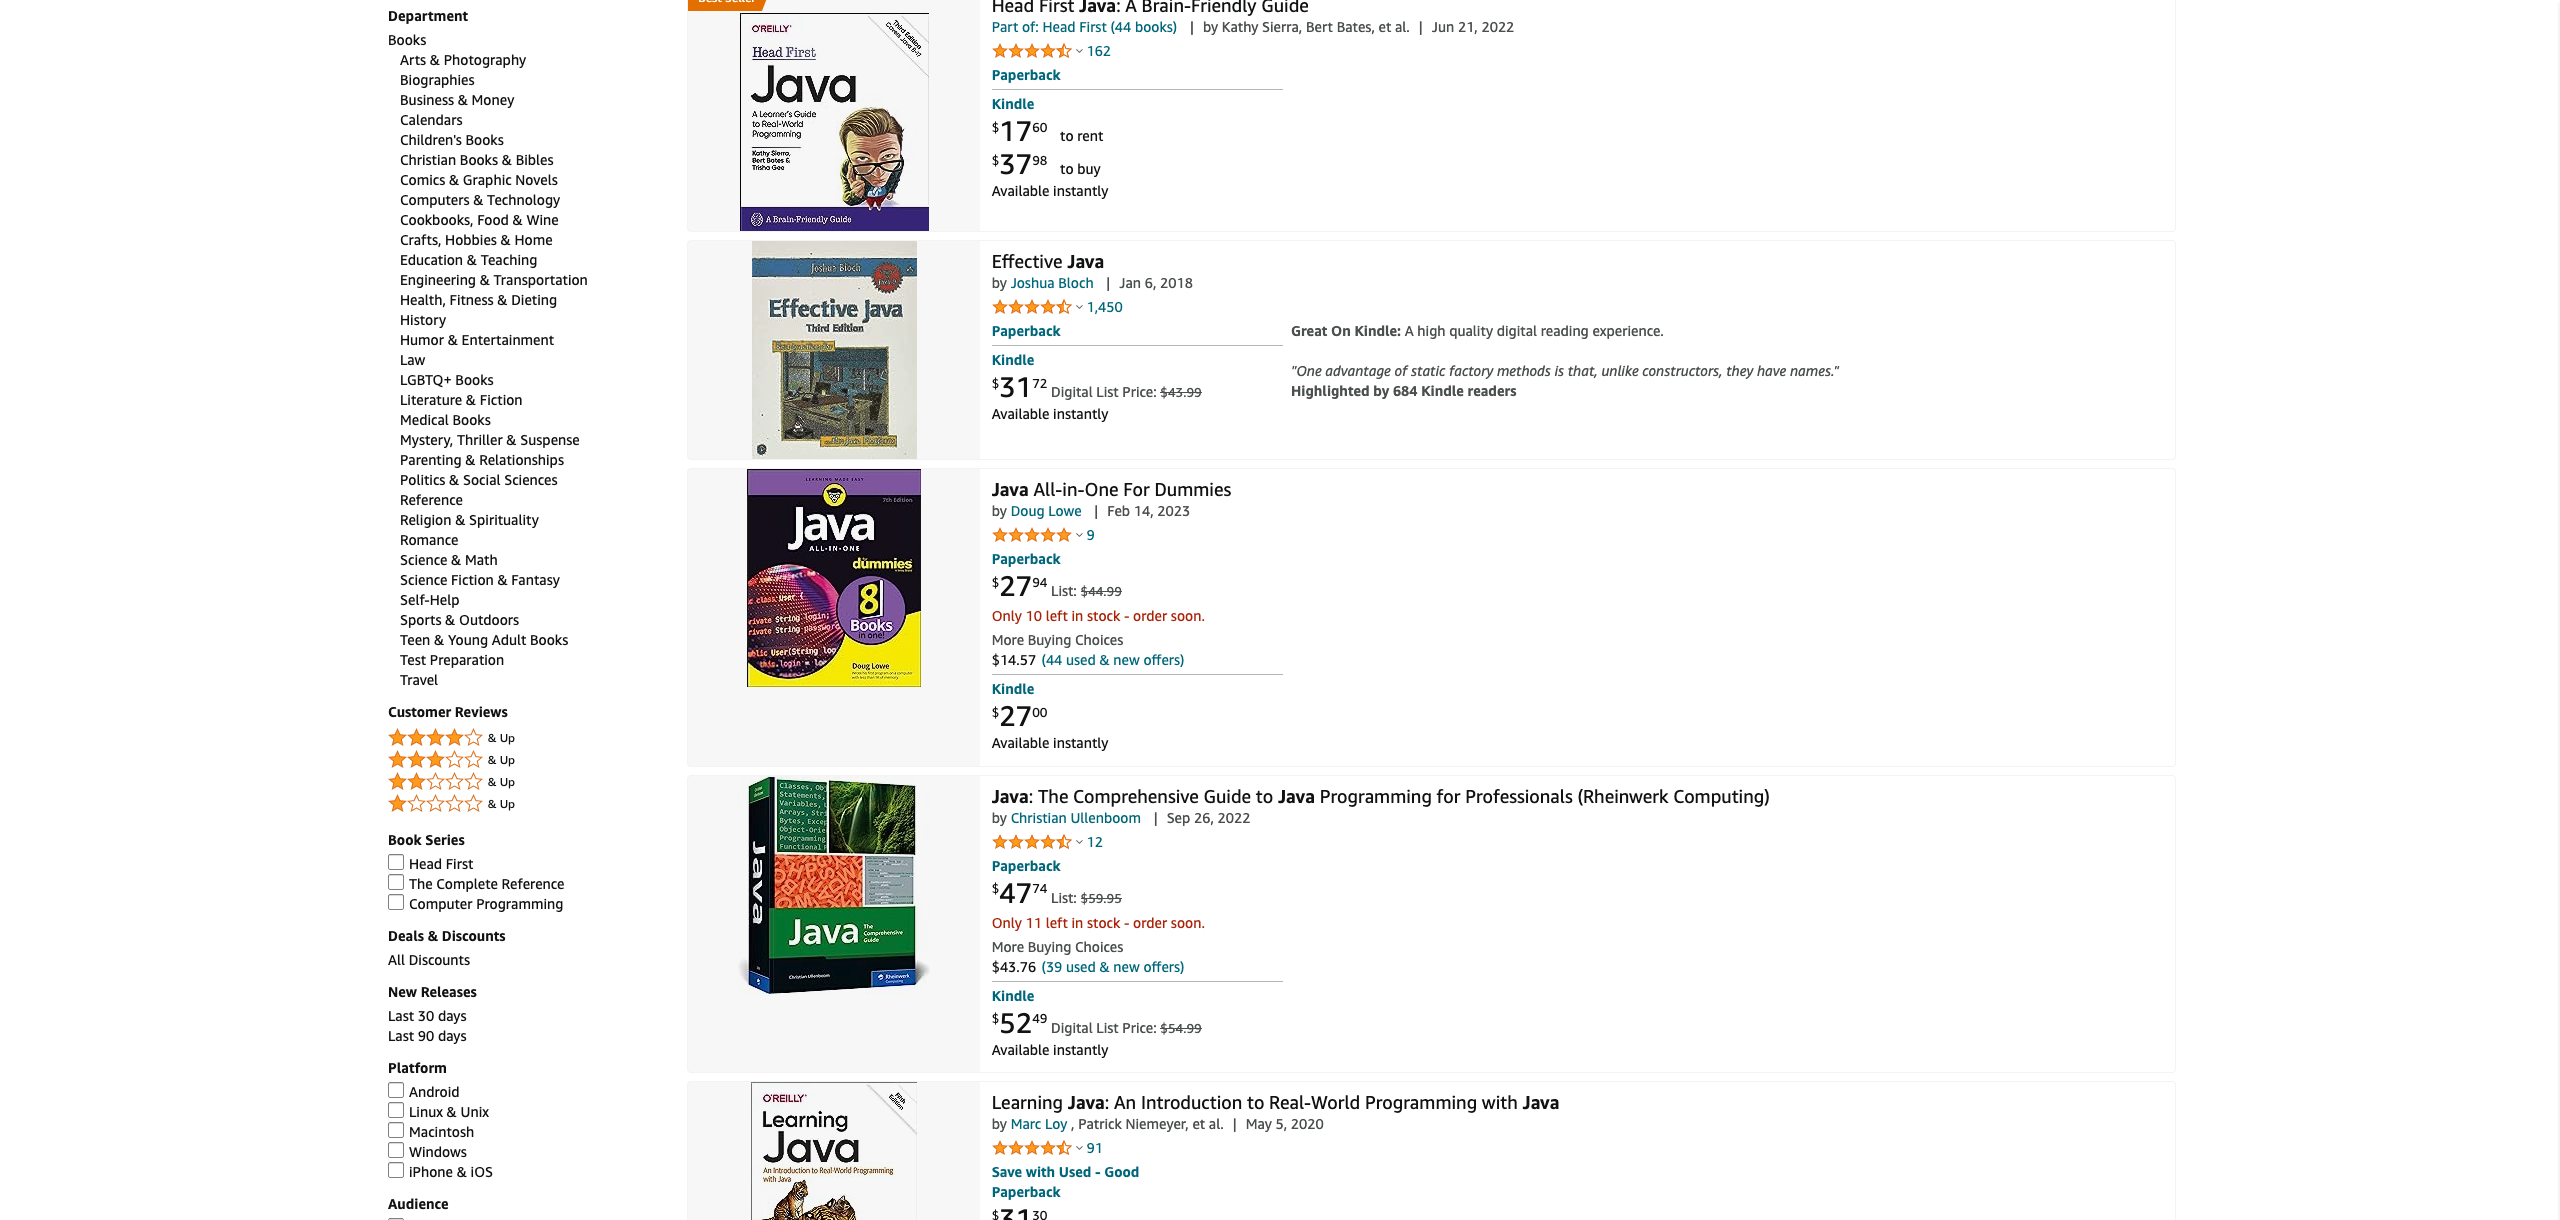 Department
Books
Arts & Photography
Biographies
Business & Money
Calendars
Children's Books
Christian Books & Bibles
Comics & Graphic Novels
Computers & Technology
Cookbooks, Food & Wine
Crafts, Hobbies & Home
Education & Teaching
Engineering & Transportation
Health, Fitness & Dieting
History
Humor & Entertainment
Law
LGBTQ+ Books
Literature & Fiction
Medical Books
Mystery, Thriller & Suspense
Parenting & Relationships
Politics & Social Sciences
Reference
Religion & Spirituality
Romance
Science & Math
Science Fiction & Fantasy
Self-Help
Sports & Outdoors
Teen & Young Adult Books
Test Preparation
Travel
Customer Reviews
& Up
& Up
& Up
& Up
Book Series
Head First
The Complete Reference
Computer Programming
Deals & Discounts
All Discounts
New Releases
Last 30 days
Last 90 days
Platform
Android
Linux & Unix
Macintosh
Windows
iPhone & iOS
Audience
O'REILLY
Third Edition
Head First
Java
A Learner's Guide
to Real-World
Programming
Kathy Sierra,
Bert Bates &
Trisha Gee
A Brain-Friendly Guide
Head First Java: A Brain-Friendly Guide
Part of: Head First (44 books) | by Kathy Sierra, Bert Bates, et al. | Jun 21, 2022
162
Paperback
Kindle
$17 60 to rent
$37 98 to buy
Available instantly
Joshua Bloch
Effective Java
Third Edition
Effective Java
by Joshua Bloch | Jan 6, 2018
1,450
Paperback
Kindle
$31 72 Digital List Price: $43.99
Available instantly
Great On Kindle: A high quality digital reading experience.
"One advantage of static factory methods is that, unlike constructors, they have names."
Highlighted by 684 Kindle readers
LEARNING MADE EASY
7th Edition
Java
ALL-IN-ONE
dummies
8
Books
in one!
Doug Lowe
Java All-in-One For Dummies
by Doug Lowe | Feb 14, 2023
9
Paperback
$27 94 List: $44.99
Only 10 left in stock - order soon.
More Buying Choices
$14.57 (44 used & new offers)
Kindle
$27 00
Available instantly
Java
Java The Comprehensive Guide
Christian Ullenboom
Rheinwerk
Computing
Java: The Comprehensive Guide to Java Programming for Professionals (Rheinwerk Computing)
by Christian Ullenboom | Sep 26, 2022
12
Paperback
$47 74 List: $59.95
Only 11 left in stock - order soon.
More Buying Choices
$43.76 (39 used & new offers)
Kindle
$52 49 Digital List Price: $54.99
Available instantly
O'REILLY
Fifth
Edition
Learning
Java
An Introduction to Real-World Programming
with Java
Learning Java: An Introduction to Real-World Programming with Java
by Marc Loy , Patrick Niemeyer, et al. | May 5, 2020
91
Save with Used - Good
Paperback
$31 30